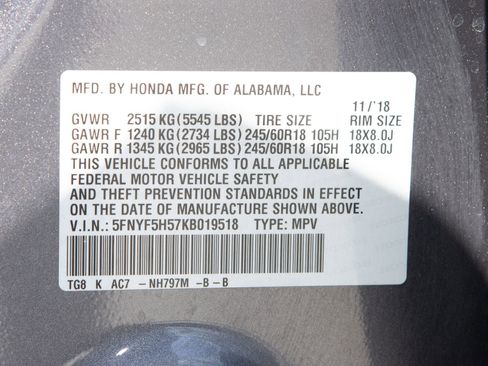 MFD. BY HONDA MFG. OF ALABAMA, LLC
11/'18
GVWR 2515 KG (5545 LBS) TIRE SIZE RIM SIZE
GAWR F 1240 KG (2734 LBS) 245/60R18 105H 18X8.0J
GAWR R 1345 KG (2965 LBS) 245/60R18 105H 18X8.0J
THIS VEHICLE CONFORMS TO ALL APPLICABLE
FEDERAL MOTOR VEHICLE SAFETY
AND THEFT PREVENTION STANDARDS IN EFFECT
ON THE DATE OF MANUFACTURE SHOWN ABOVE.
V.I.N.: 5FNYF5H57KB019518 TYPE: MPV
TG8 K AC7 - NH797M -B - B